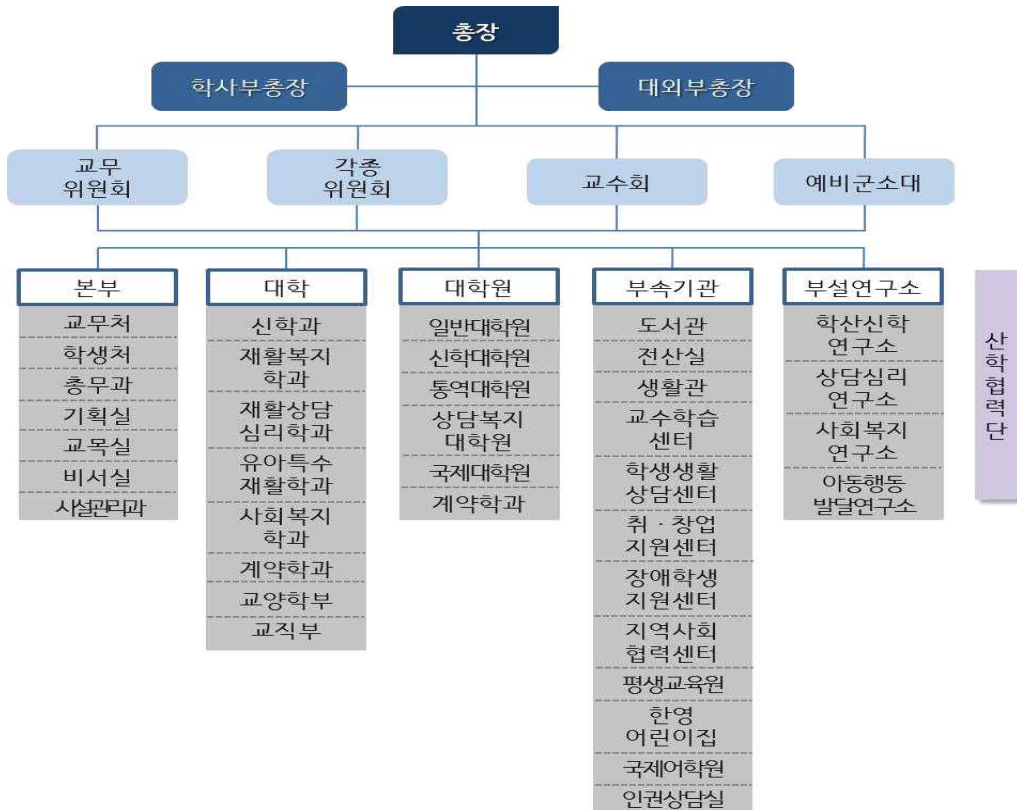 총장
학사부총장
대외부총장
교무
위원회
각종
위원회
교수회
예비군소대
본부
교무처
학생처
총무과
기획실
교목실
비서실
시설관리과
대학
신학과
재활복지
학과
재활상담
심리학과
유아특수
재활학과
사회복지
학과
계약학과
교양학부
교직부
대학원
일반대학원
신학대학원
통역대학원
상담복지
대학원
국제대학원
계약학과
부속기관
도서관
전산실
생활관
교수학습
센터
학생생활
상담센터
취 · 창업
지원센터
장애학생
지원센터
지역사회
협력센터
평생교육원
한영
어린이집
국제어학원
인권상담실
부설연구소
학산신학
연구소
상담심리
연구소
사회복지
연구소
아동행동
발달연구소
산학협력단